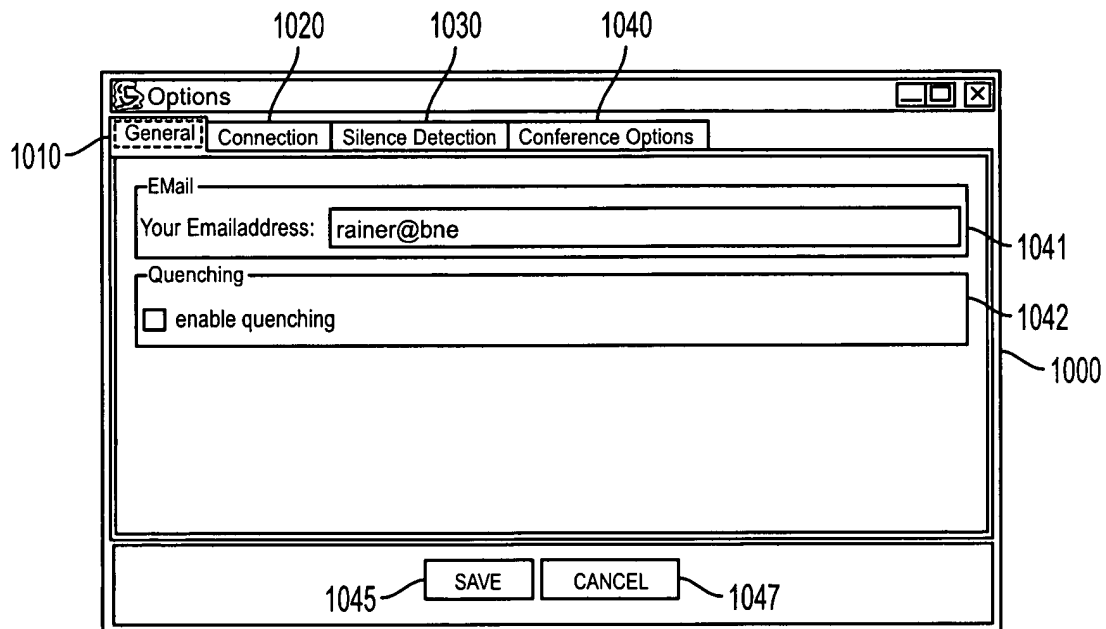 1020 1030 1040
Options
1010 General Connection Silence Detection Conference Options
EMail
Your Emailaddress: rainer@bne
1041
Quenching
enable quenching
1042
1000
1045 SAVE CANCEL 1047